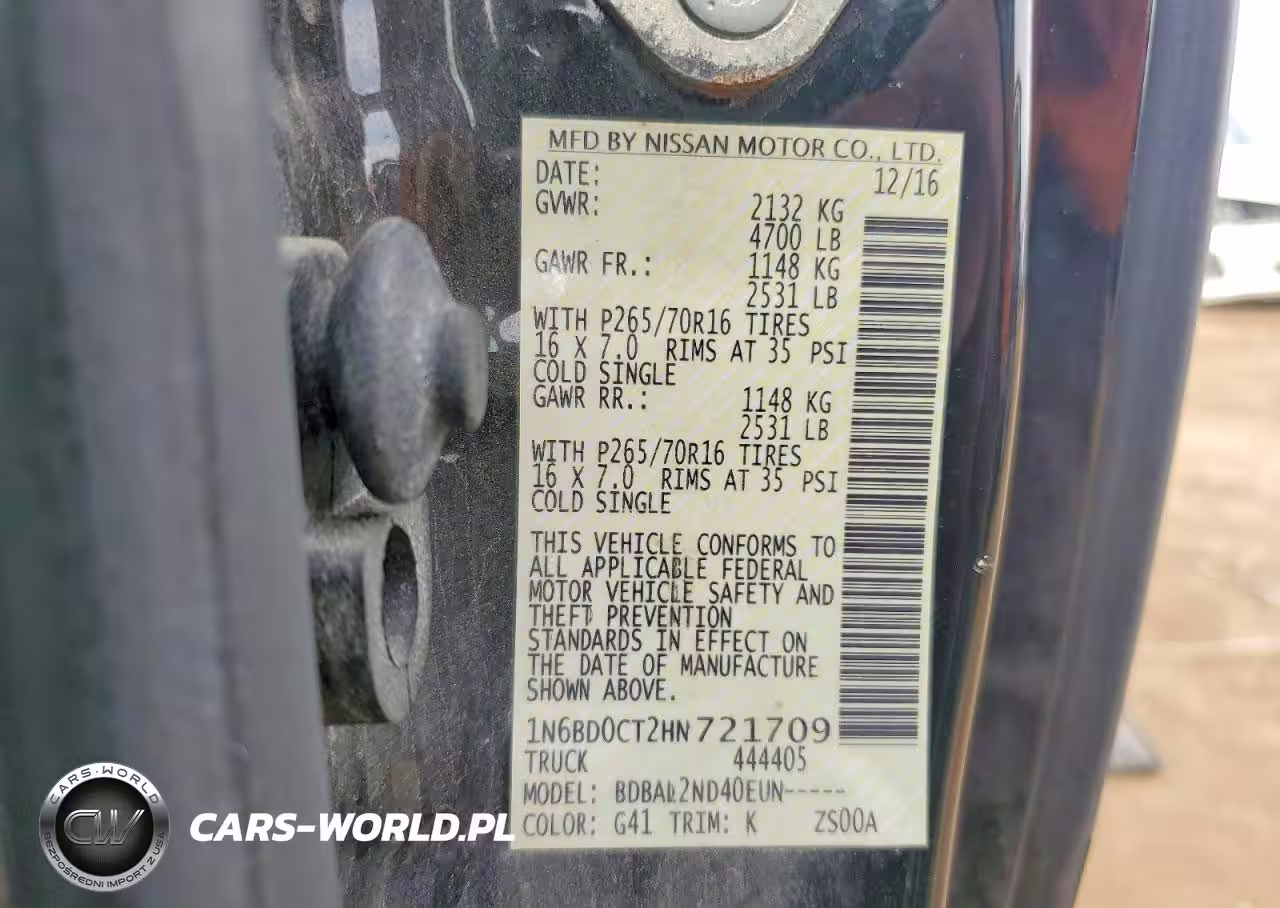 MFD BY NISSAN MOTOR CO., LTD.
DATE: 12/16
GVWR: 2132 KG
4700 LB
GAWR FR.: 1148 KG
2531 LB
WITH P265/70R16 TIRES
16 X 7.0 RIMS AT 35 PSI
COLD SINGLE
GAWR RR.: 1148 KG
2531 LB
WITH P265/70R16 TIRES
16 X 7.0 RIMS AT 35 PSI
COLD SINGLE
THIS VEHICLE CONFORMS TO
ALL APPLICABLE FEDERAL
MOTOR VEHICLE SAFETY AND
THEFT PREVENTION
STANDARDS IN EFFECT ON
THE DATE OF MANUFACTURE
SHOWN ABOVE.
1N6BD0CT2HN721709
TRUCK 444405
MODEL: BDBAL2ND40EUN-----
COLOR: G41 TRIM: K ZS00A
CARS-WORLD
CW
BEZPOŚREDNI IMPORT Z USA
CARS-WORLD.PL